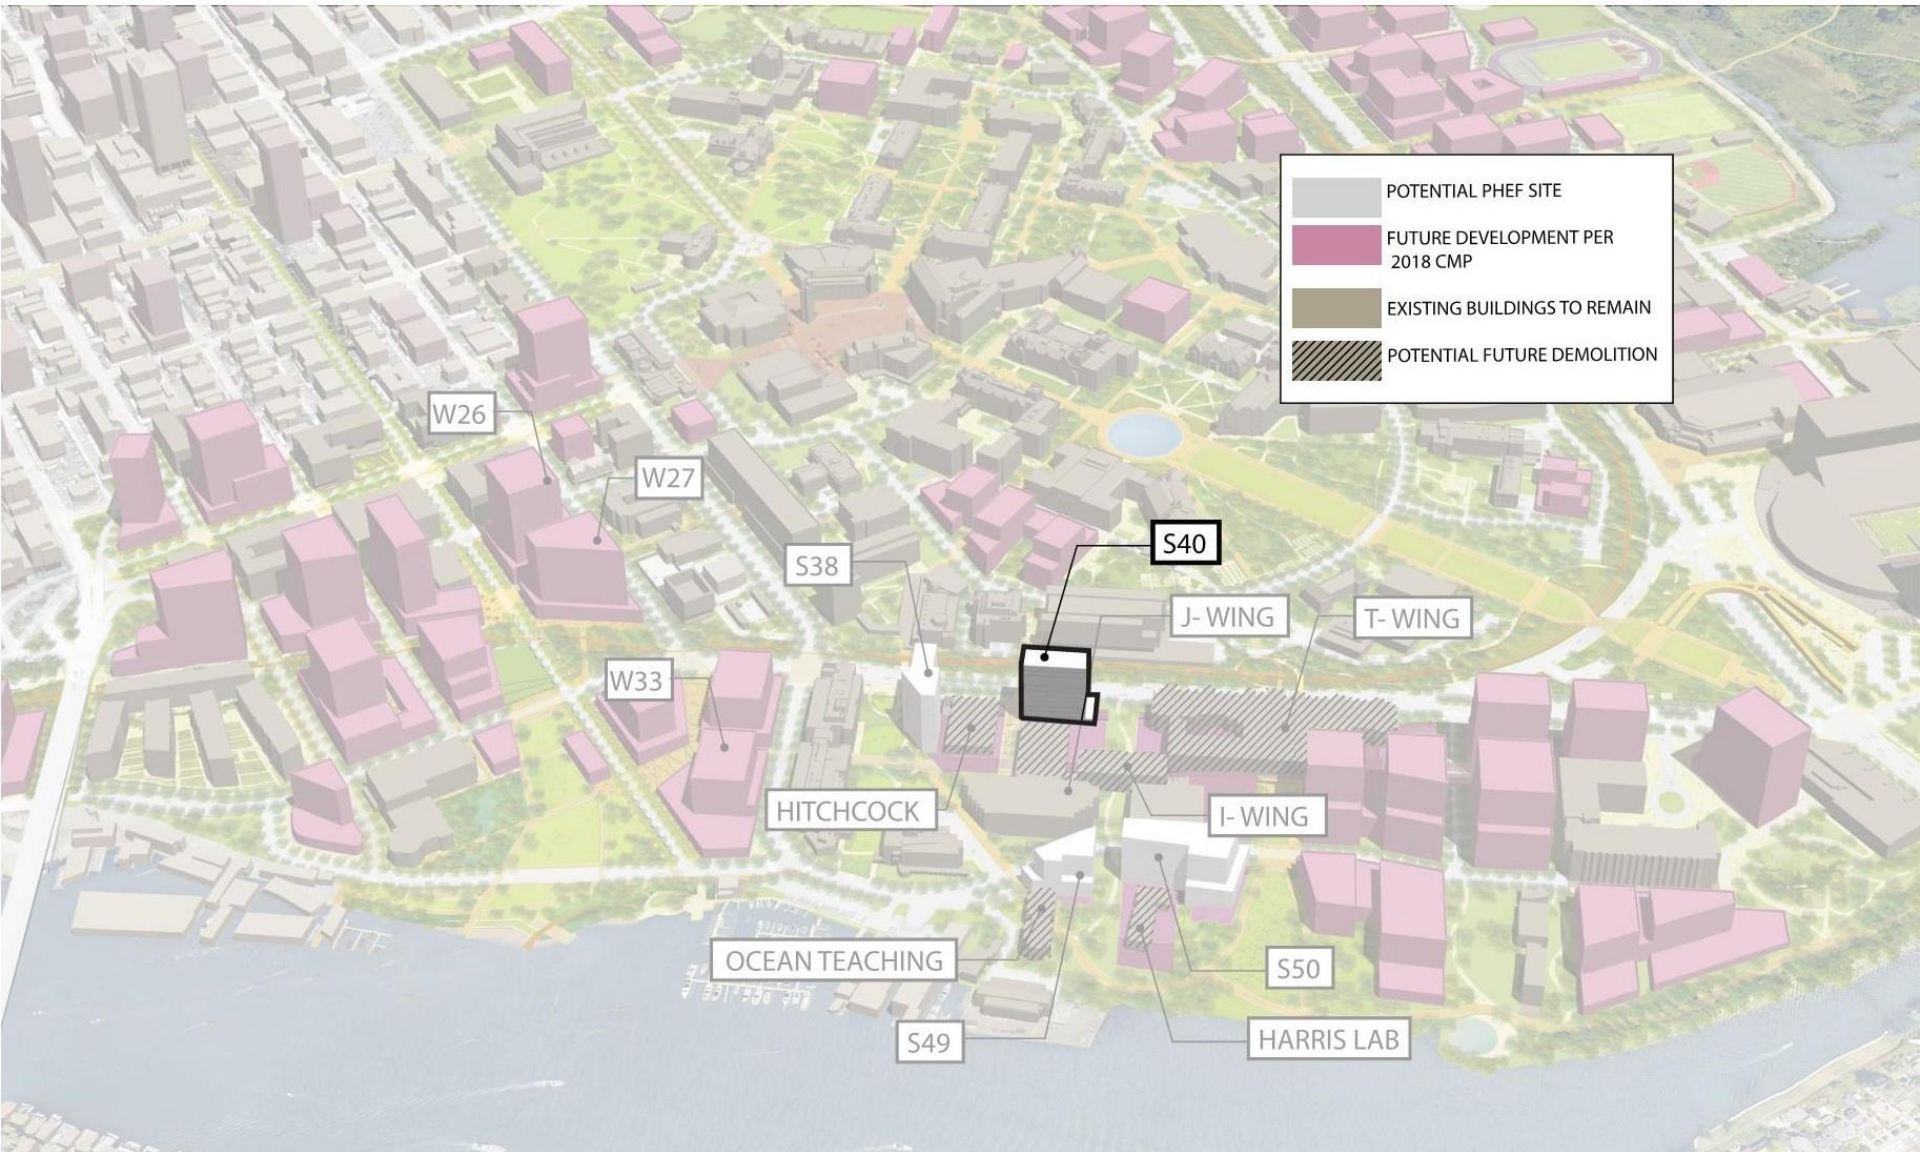 POTENTIAL PHEF SITE
FUTURE DEVELOPMENT PER
2018 CMP
EXISTING BUILDINGS TO REMAIN
POTENTIAL FUTURE DEMOLITION
W26
W27
S40
S38
J- WING
T- WING
W33
HITCHCOCK
I- WING
OCEAN TEACHING
S50
S49
HARRIS LAB